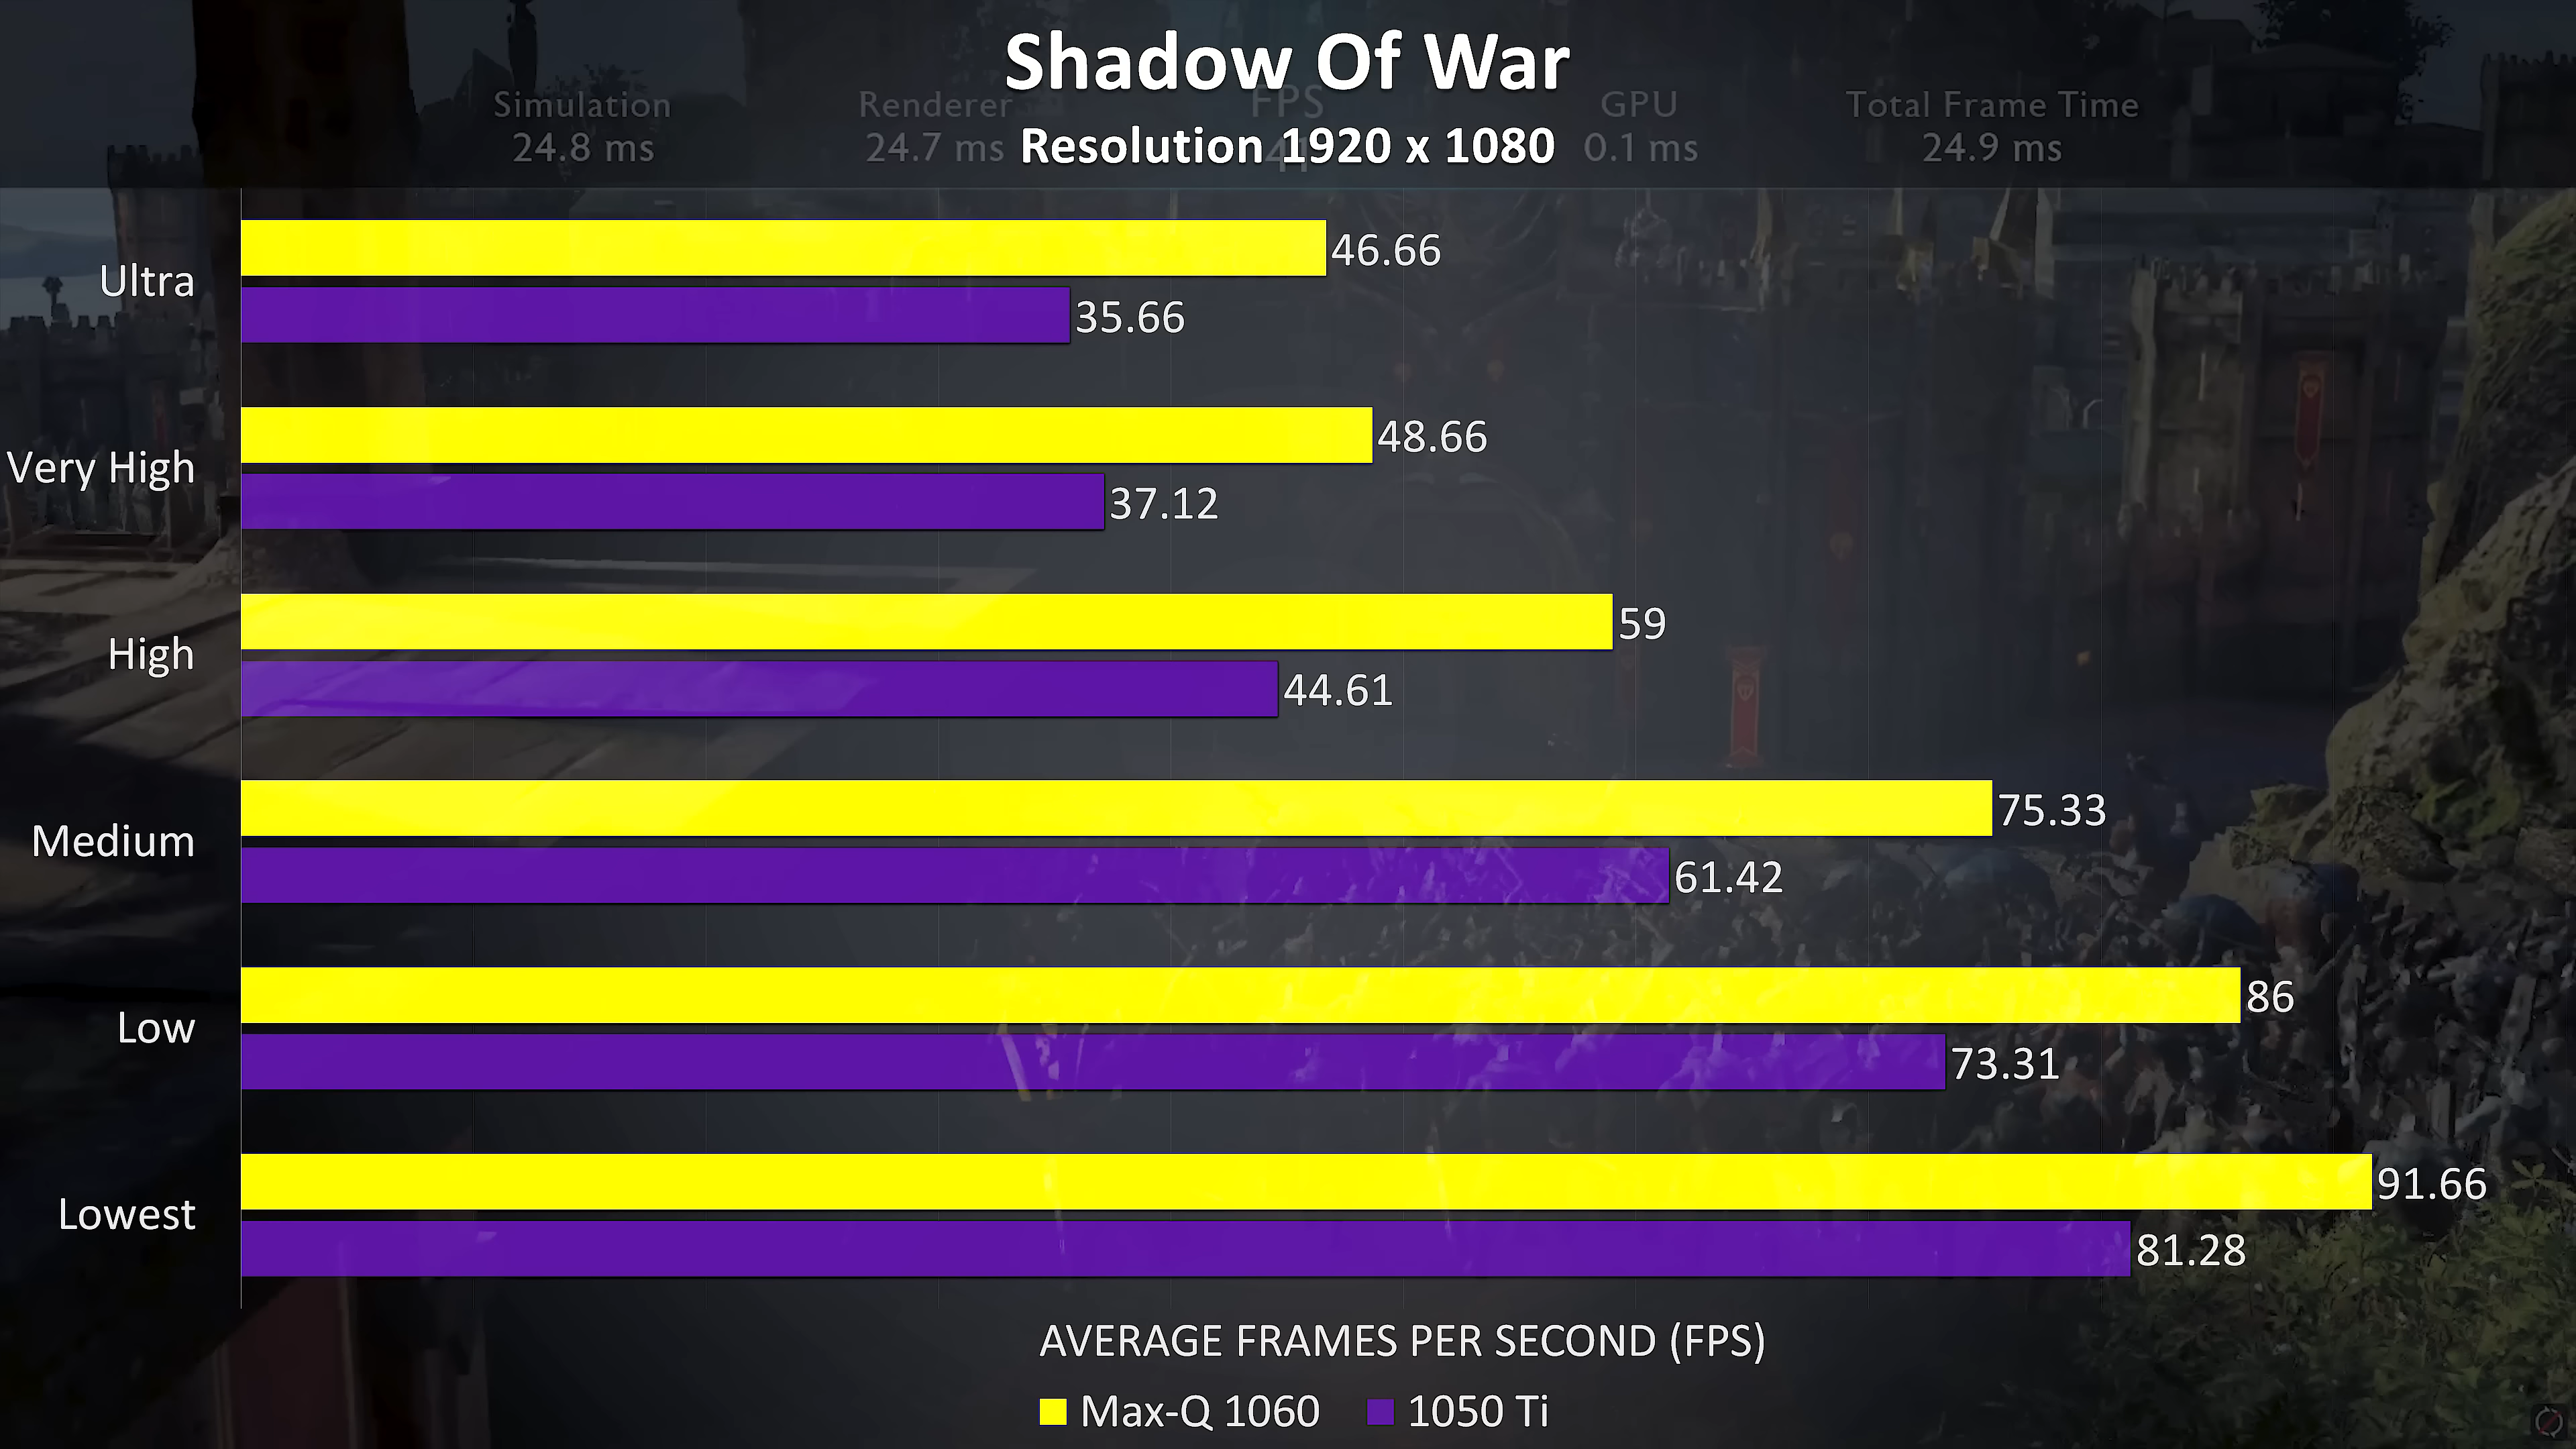 Shadow Of War
Simulation Renderer FPS GPU Total Frame Time
24.8 ms 24.7 ms 0.1 ms 24.9 ms
Resolution 1920 x 1080
Ultra
46.66
35.66
Very High
48.66
37.12
High
59
44.61
Medium
75.33
61.42
Low
86
73.31
Lowest
91.66
81.28
AVERAGE FRAMES PER SECOND (FPS)
Max-Q 1060 1050 Ti